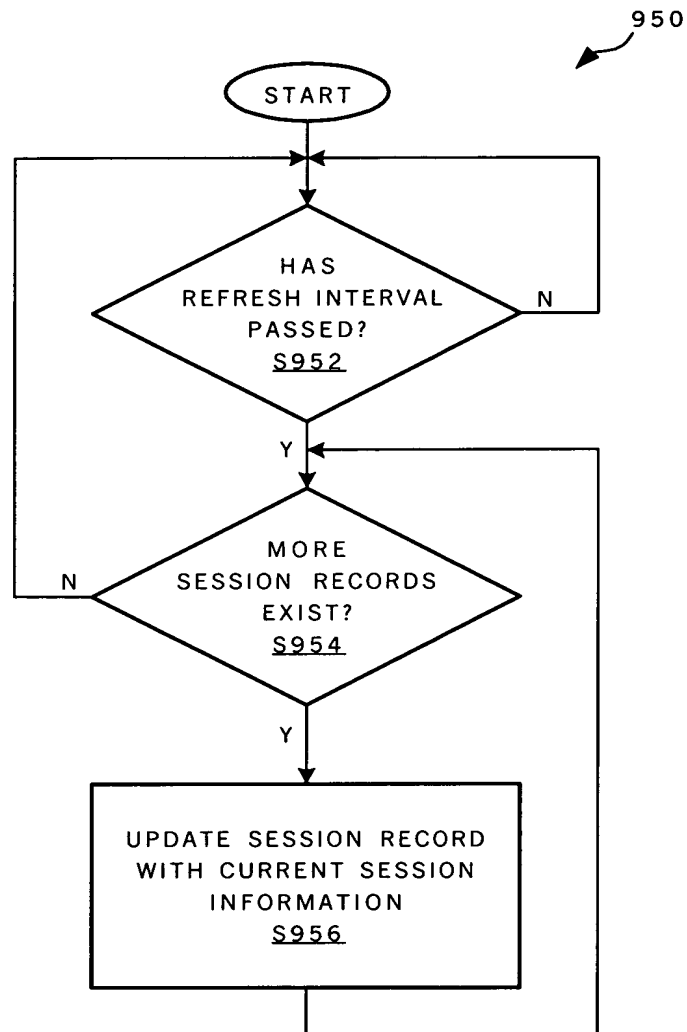 950
START
HAS
REFRESH INTERVAL
PASSED?
S952
N
Y
MORE
SESSION RECORDS
EXIST?
S954
N
Y
UPDATE SESSION RECORD
WITH CURRENT SESSION
INFORMATION
S956